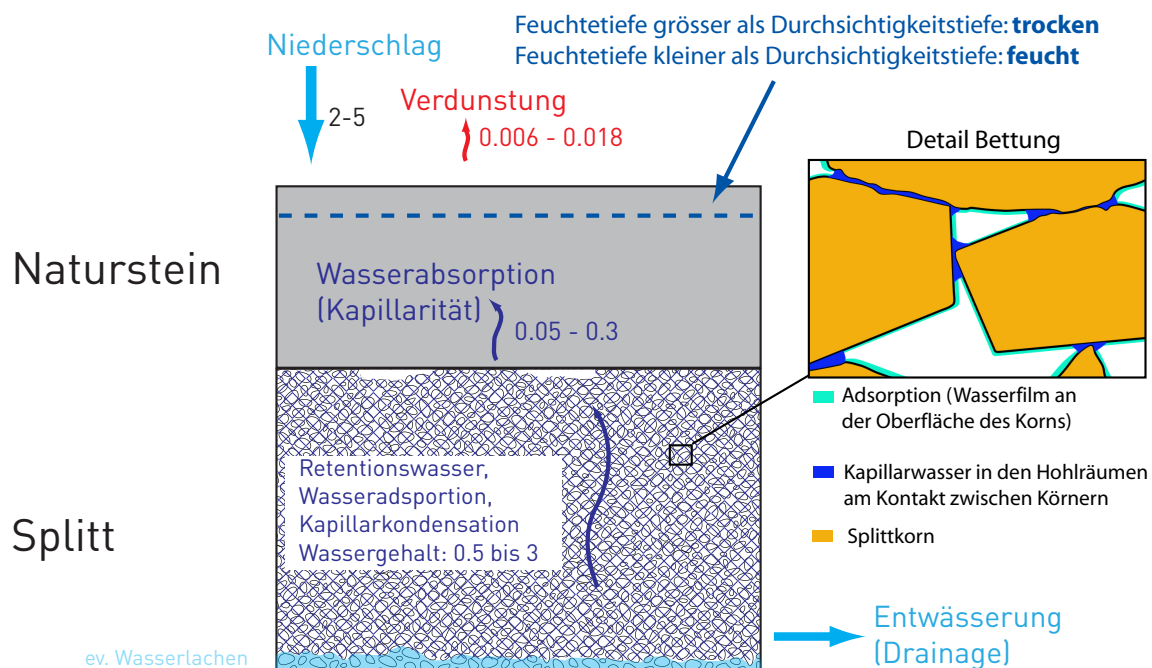 Feuchtetiefe grösser als Durchsichtigkeitstiefe: trocken
Feuchtetiefe kleiner als Durchsichtigkeitstiefe: feucht
Niederschlag
2-5
Verdunstung
0.006 - 0.018
Detail Bettung
Naturstein
Wasserabsorption
(Kapillarität)
0.05 - 0.3
Adsorption (Wasserfilm an
der Oberfläche des Korns)
Kapillarwasser in den Hohlräumen
am Kontakt zwischen Körnern
Splittkorn
Splitt
Retentionswasser,
Wasseradsportion,
Kapillarkondensation
Wassergehalt: 0.5 bis 3
Entwässerung
(Drainage)
ev. Wasserlachen